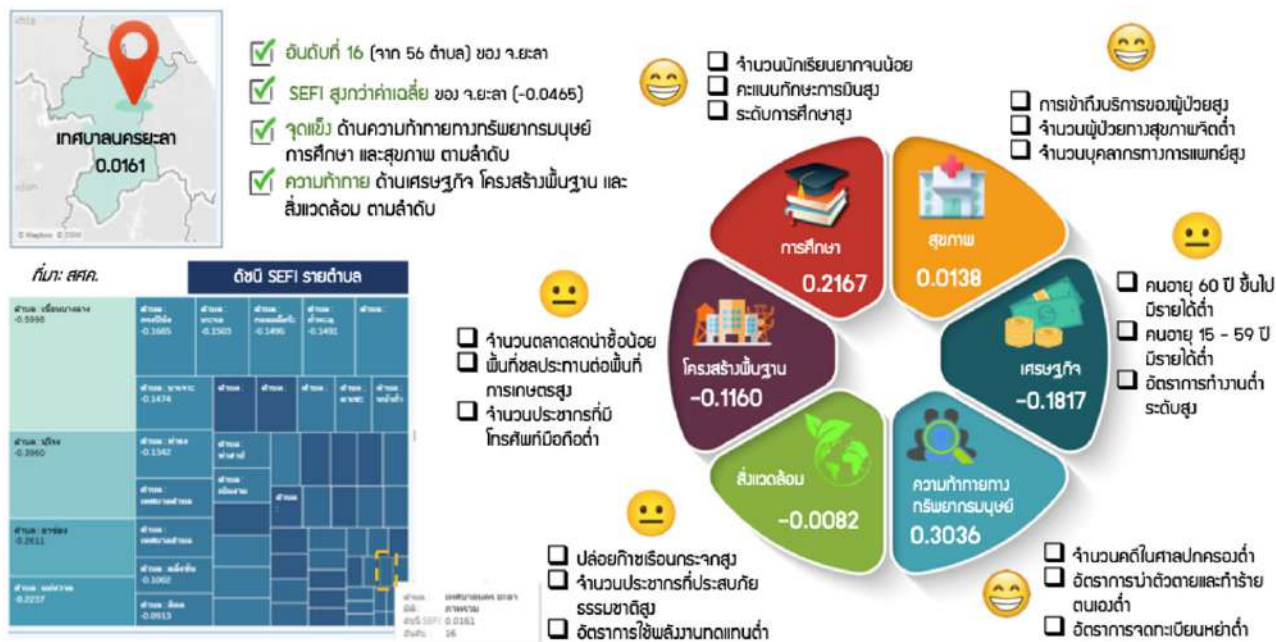 เทศบาลนครยะลา
0.0161
© Mapbox © OSM
อันดับที่ 16 (จาก 56 ตำบล) ของ จ.ยะลา
SEFI สูงกว่าค่าเฉลี่ย ของ จ.ยะลา (-0.0465)
จุดแข็ง ด้านความท้าทายทางทรัพยากรมนุษย์
การศึกษา และสุขภาพ ตามลำดับ
ความท้าทาย ด้านเศรษฐกิจ โครงสร้างพื้นฐาน และ
สิ่งแวดล้อม ตามลำดับ
จำนวนนักเรียนยากจนน้อย
คะแนนทักษะการเงินสูง
ระดับการศึกษาสูง
การเข้าถึงบริการของผู้ป่วยสูง
จำนวนผู้ป่วยทางสุขภาพจิตต่ำ
จำนวนบุคลากรทางการแพทย์สูง
การศึกษา
0.2167
สุขภาพ
0.0138
โครงสร้างพื้นฐาน
-0.1160
เศรษฐกิจ
-0.1817
สิ่งแวดล้อม
-0.0082
ความท้าทายทาง
ทรัพยากรมนุษย์
0.3036
จำนวนตลาดสดน่าซื้อน้อย
พื้นที่ชลประทานต่อพื้นที่
การเกษตรสูง
จำนวนประชากรที่มี
โทรศัพท์มือถือต่ำ
คนอายุ 60 ปี ขึ้นไป
มีรายได้ต่ำ
คนอายุ 15 - 59 ปี
มีรายได้ต่ำ
อัตราการทำงานต่ำ
ระดับสูง
ปล่อยก๊าซเรือนกระจกสูง
จำนวนประชากรที่ประสบภัย
ธรรมชาติสูง
อัตราการใช้พลังงานทดแทนต่ำ
จำนวนคดีในศาลปกครองต่ำ
อัตราการฆ่าตัวตายและทำร้าย
ตนเองต่ำ
อัตราการจดทะเบียนหย่าต่ำ
ที่มา: สศค.
ดัชนี SEFI รายตำบล
-0.5998
-0.1685
-0.1503
-0.1495
-0.1491
-0.1474
-0.3960
-0.1342
-0.2611
-0.1002
-0.2237
-0.0913
ดัชนี SEFI: 0.0161
16